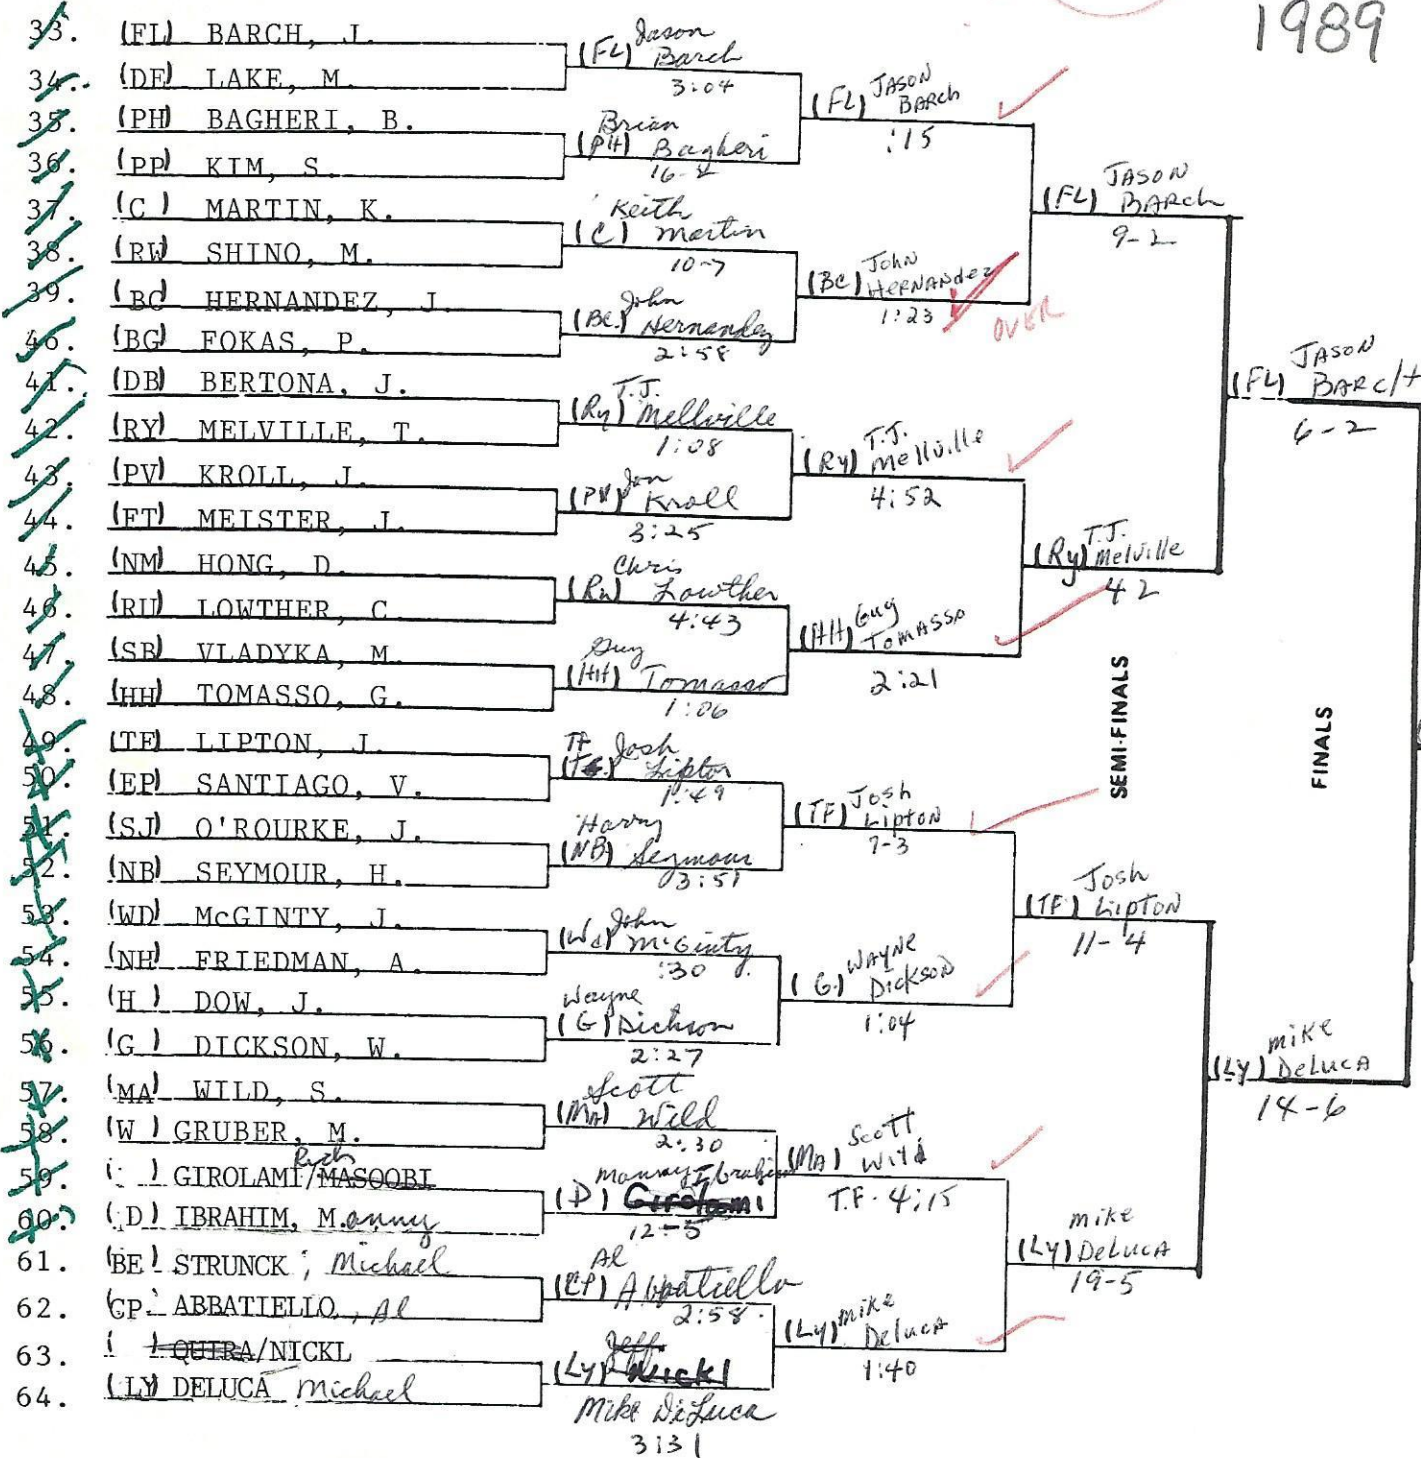 1989
33. (FL) BARCH, J.
34. (DF) LAKE, M.
35. (PH) BAGHERI, B.
36. (PP) KIM, S.
37. (C ) MARTIN, K.
38. (RW) SHINO, M.
39. (BC) HERNANDEZ, J.
40. (BG) FOKAS, P.
41. (DB) BERTONA, J.
42. (RY) MELVILLE, T.
43. (PV) KROLL, J.
44. (FT) MEISTER, J.
45. (NM) HONG, D.
46. (RU) LOWTHER, C.
47. (SB) VLADYKA, M.
48. (HH) TOMASSO, G.
49. (TF) LIPTON, J.
50. (EP) SANTIAGO, V.
51. (SJ) O'ROURKE, J.
52. (NB) SEYMOUR, H.
53. (WD) McGINTY, J.
54. (NH) FRIEDMAN, A.
55. (H ) DOW, J.
56. (G ) DICKSON, W.
57. (MA) WILD, S.
58. (W ) GRUBER, M.
Rich
59. ( ) GIROLAMI/MASOOBI
60. (D) IBRAHIM, M.anny
61. (BE) STRUNCK, Michael
62. (CP) ABBATIELLO, Al
63. ( ) QUIRA/NICKL
64. (LY) DELUCA Michael
Jason
(FL) Barch
3:04
Brian
(PH) Bagheri
Keith
(C) Martin
10-7
John
(BC) Hernandez
2:58
T.J.
(Ry) Mellville
1:08
Jon
(PV) Kroll
3:25
Chris
(Ru) Lowther
4:43
Guy
(HH) Tomasso
1:06
TF Josh
Lipton
1:49
Harry
(NB) Seymour
3:51
John
(Wd) McGinty
:30
Wayne
(G) Dickson
2:27
Scott
(MA) Wild
2:30
Manny Ibrahim
(D) Girolami
12-5
Al
(CP) Abbatiello
2:58
Jeff
(Ly) Nickl
Mike DeLuca
3:31
(FL) JASON
BARCH
:15
(BC) John
HERNANDEZ
1:23
OVER
(Ry) T.J.
Mellville
4:52
(HH) Guy
TOMASSO
2:21
(TF) Josh
Lipton
7-3
(G.) WAYNE
DICKSON
1:04
(MA) Scott
Wild
T.F. 4:15
(Ly) Mike
DeLuca
1:40
(FL) JASON
BARCH
9-2
(Ry) T.J.
Melville
4 2
(TF) Josh
LIPTON
11-4
(LY) mike
DeLUCA
19-5
SEMI-FINALS
(FL) JASON
BARCH
6-2
(LY) mike
DeLUCA
14-6
FINALS